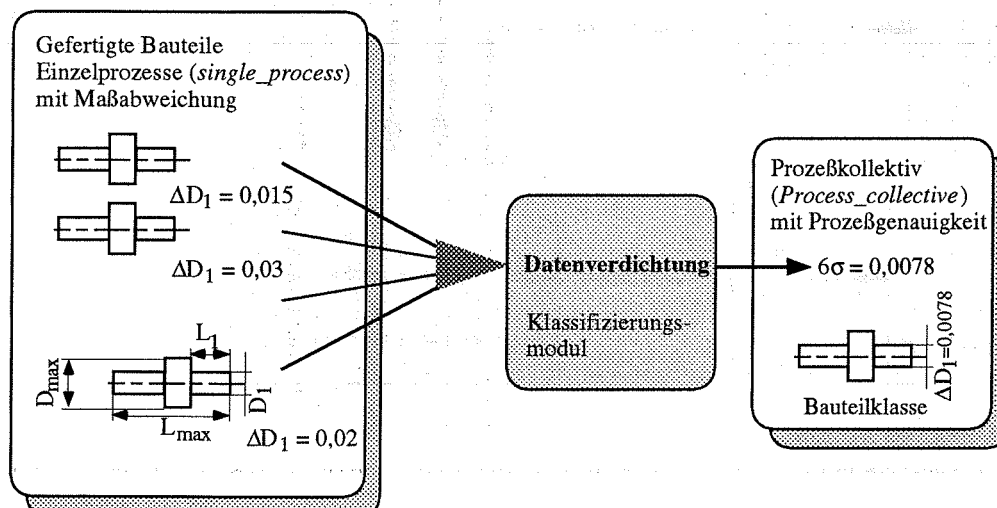 Gefertigte Bauteile
Einzelprozesse (single_process)
mit Maßabweichung
ΔD1 = 0,015
ΔD1 = 0,03
L1
Dmax
D1
Lmax
ΔD1 = 0,02
Datenverdichtung
Klassifizierungs-
modul
Prozeßkollektiv
(Process_collective)
mit Prozeßgenauigkeit
6σ = 0,0078
ΔD1=0,0078
Bauteilklasse